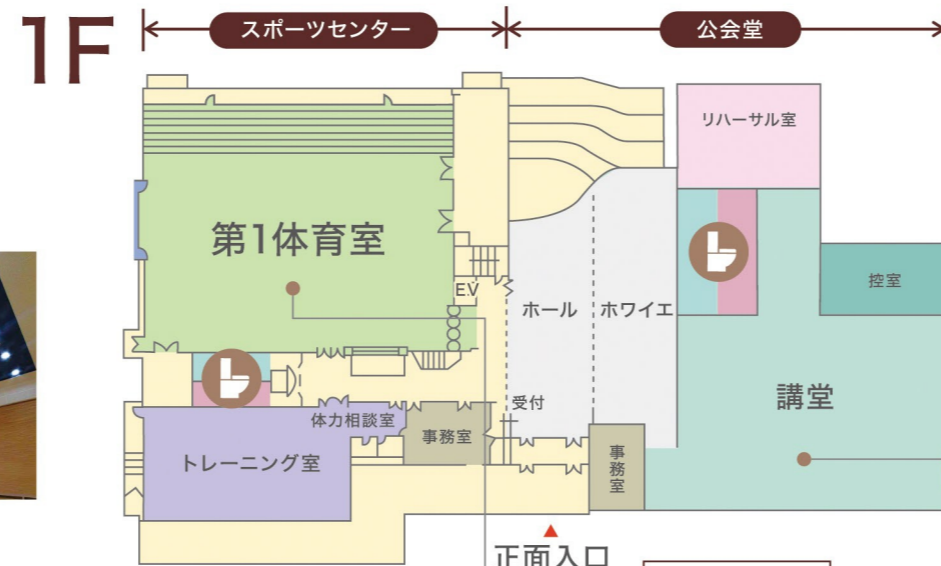 1F
スポーツセンター
公会堂
リハーサル室
第1体育室
控室
EV
ホール
ホワイエ
講堂
受付
体力相談室
事務室
トレーニング室
事務室
正面入口